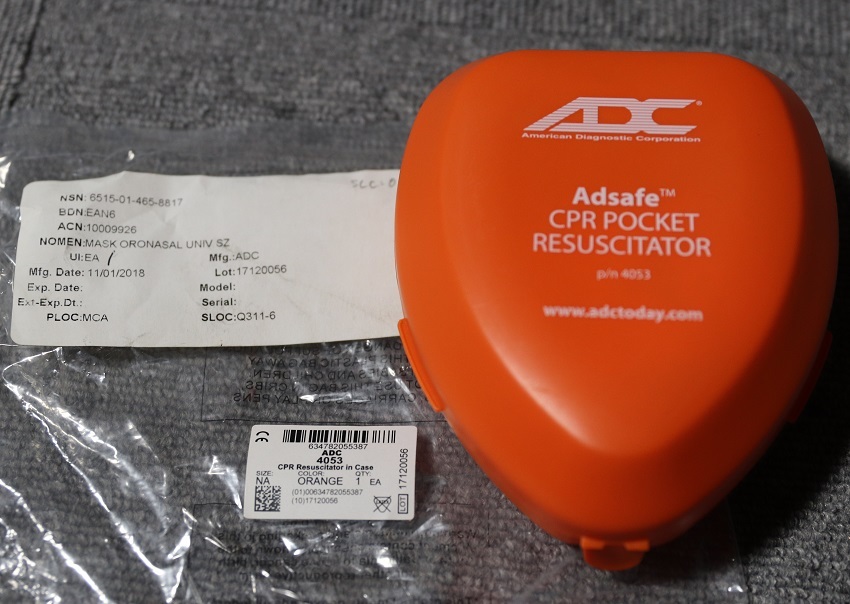 NSN: 6515-01-465-8817
BDN:EAN6
ACN:10009926
NOMEN:MASK ORONASAL UNIV SZ
UI:EA 1 Mfg.:ADC
Mfg. Date: 11/01/2018 Lot:17120056
Exp. Date: Model:
Ext-Exp.Dt.: Serial:
PLOC:MCA SLOC:Q311-6
ADC®
American Diagnostic Corporation
Adsafe™
CPR POCKET
RESUSCITATOR
p/n 4053
www.adctoday.com
CE
634782055387
ADC
4053
CPR Resuscitator in Case
SIZE: COLOR: QTY:
NA ORANGE 1 EA
(01)00634782055387
(10)17120056
LOT 17120056